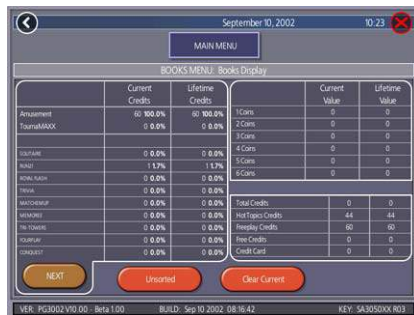 September 10, 2002 10:23
MAIN MENU
BOOKS MENU: Books Display
Current Credits Lifetime Credits
Amusement 60 100.0% 60 100.0%
TournaMAXX 0 0.0% 0 0.0%
SOLITAIRE 0 0.0% 0 0.0%
1 1.7% 1 1.7%
ROYAL FLASH 0 0.0% 0 0.0%
TRIVIA 0 0.0% 0 0.0%
MATCHEMUP 0 0.0% 0 0.0%
MEMORIES 0 0.0% 0 0.0%
TRI-TOWERS 0 0.0% 0 0.0%
FOURPLAY 0 0.0% 0 0.0%
CONQUEST 0 0.0% 0 0.0%
Current Value Lifetime Value
1 Coins 0 0
2 Coins 0 0
3 Coins 0 0
4 Coins 0 0
5 Coins 0 0
6 Coins 0 0
Total Credits 0 0
HotTopics Credits 44 44
Freeplay Credits 60 60
Free Credits 0 0
Credit Card 0 0
NEXT Unsorted Clear Current
VER: PG3002 V10.00 - Beta 1.00 BUILD: Sep 10 2002 08:16:42 KEY: SA3050XX R03